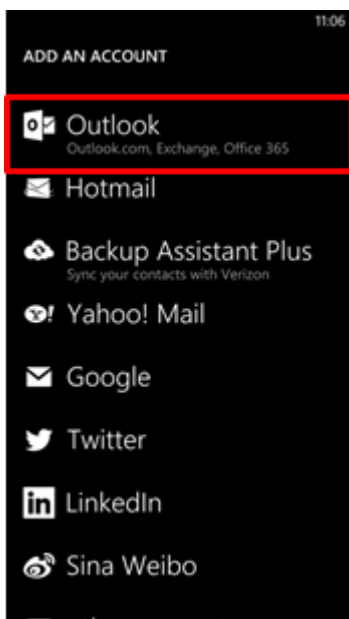 11:06
ADD AN ACCOUNT
Outlook
Outlook.com, Exchange, Office 365
Hotmail
Backup Assistant Plus
Sync your contacts with Verizon
Yahoo! Mail
Google
Twitter
LinkedIn
Sina Weibo